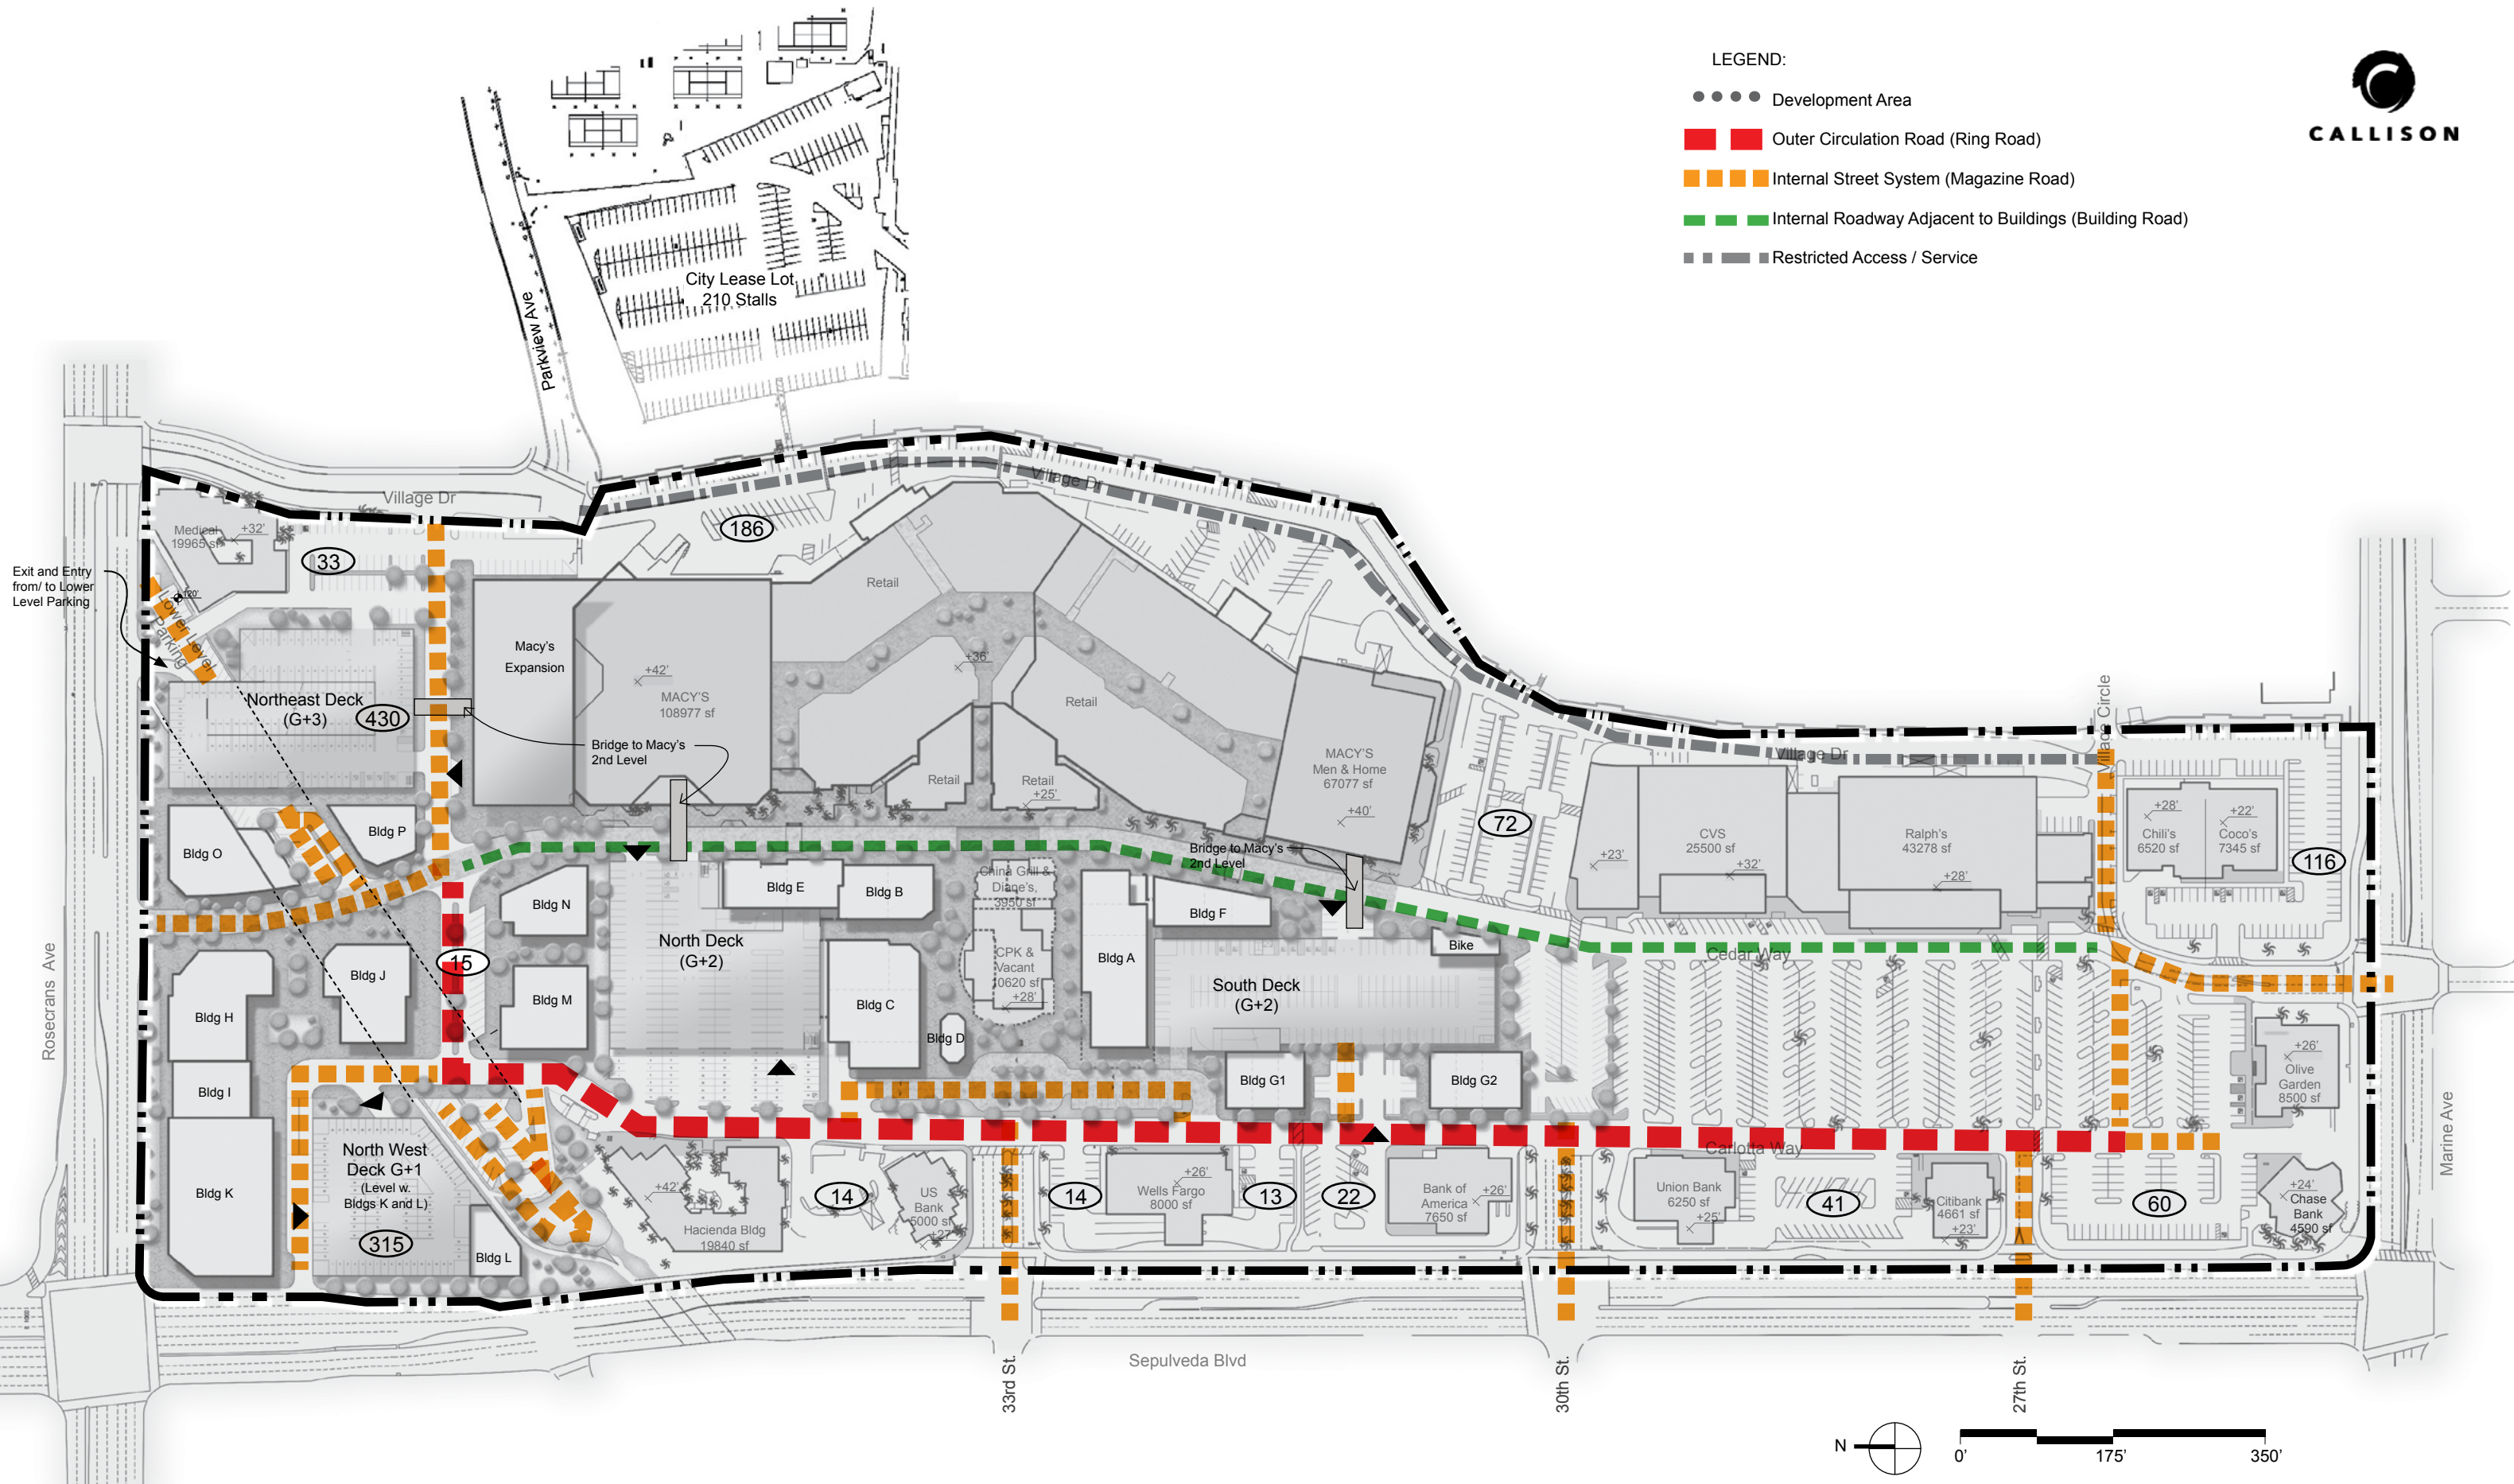 LEGEND:
Development Area
Outer Circulation Road (Ring Road)
Internal Street System (Magazine Road)
Internal Roadway Adjacent to Buildings (Building Road)
Restricted Access / Service
CALLISON
City Lease Lot
210 Stalls
Parkview Ave
Village Dr
Village Dr
Village Dr
Village Circle
Medical
19965 sf
+32'
33
186
Exit and Entry
from/ to Lower
Level Parking
120'
Lower Level
Parking
Northeast Deck
(G+3)
430
Macy's
Expansion
+42'
MACY'S
108977 sf
Bridge to Macy's
2nd Level
Retail
+36'
Retail
Retail
Retail
+25'
MACY'S
Men & Home
67077 sf
+40'
Bridge to Macy's
2nd Level
72
+23'
CVS
25500 sf
+32'
Ralph's
43278 sf
+28'
+28'
Chili's
6520 sf
+22'
Coco's
7345 sf
116
Bldg O
Bldg P
Bldg N
Bldg E
Bldg B
China Grill &
Diane's,
3950 sf
Bldg F
Bike
Cedar Way
North Deck
(G+2)
15
Bldg J
Bldg H
Bldg M
Bldg C
Bldg D
CPK &
Vacant
10620 sf
+28'
Bldg A
South Deck
(G+2)
Bldg I
Bldg G1
Bldg G2
+26'
Olive
Garden
8500 sf
Rosecrans Ave
Marine Ave
Carlotta Way
North West
Deck G+1
(Level w.
Bldgs K and L)
315
Bldg K
Bldg L
+42'
Hacienda Bldg
19840 sf
14
US
Bank
5000 sf
+27'
14
+26'
Wells Fargo
8000 sf
13
22
Bank of
America
7650 sf
+26'
Union Bank
6250 sf
+25'
41
Citibank
4661 sf
+23'
60
+24'
Chase
Bank
4590 sf
Sepulveda Blvd
33rd St.
30th St.
27th St.
N
0'
175'
350'